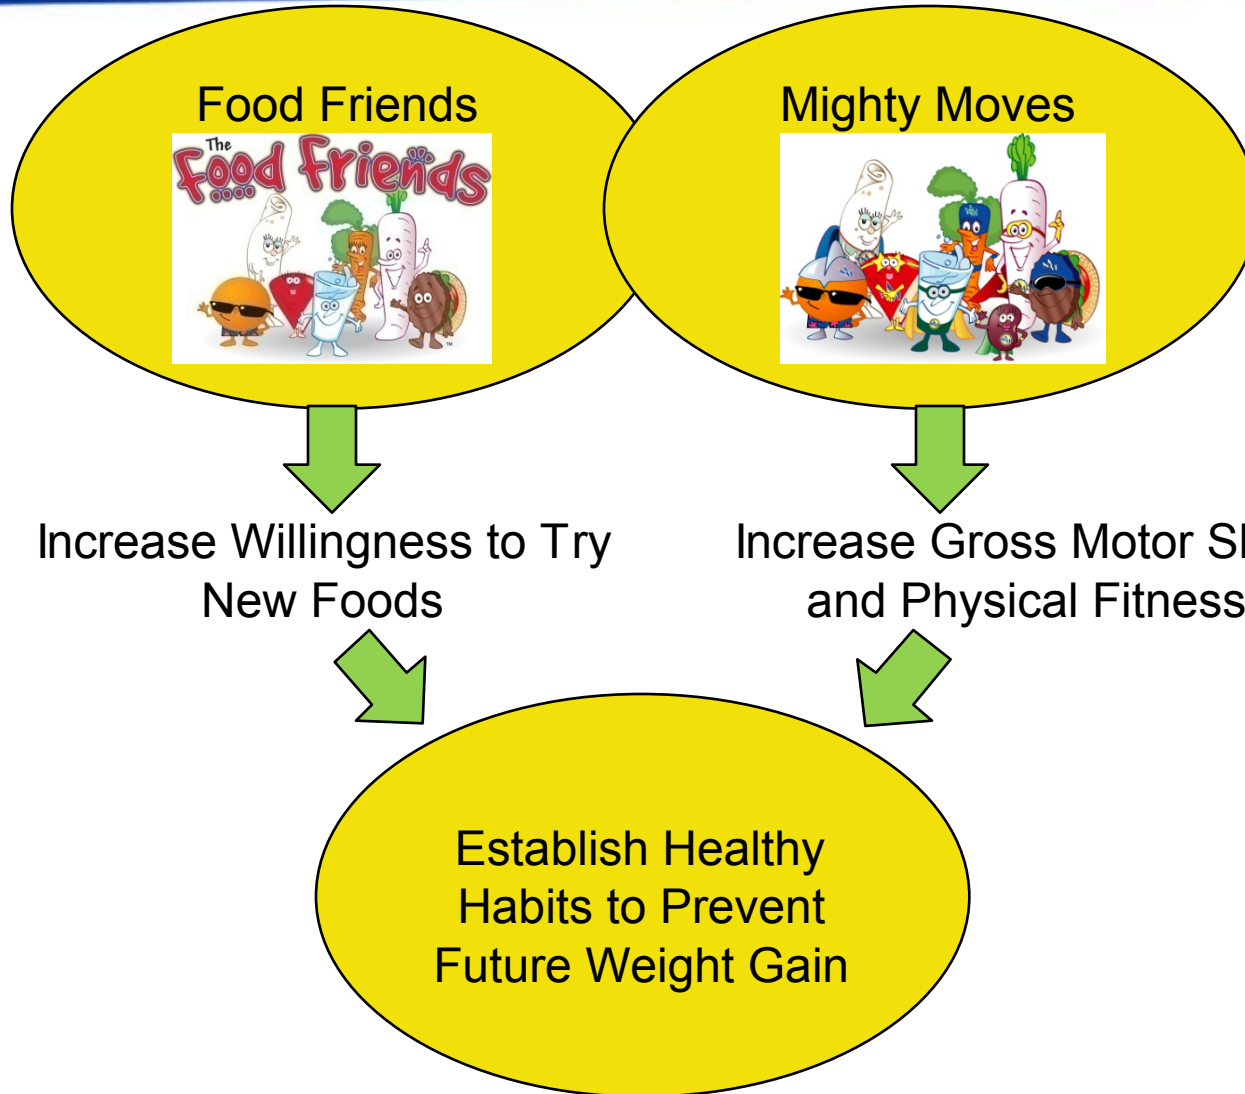 Food Friends
The
Food Friends
Mighty Moves
Increase Willingness to Try
New Foods
Increase Gross Motor
and Physical Fitness
Establish Healthy
Habits to Prevent
Future Weight Gain